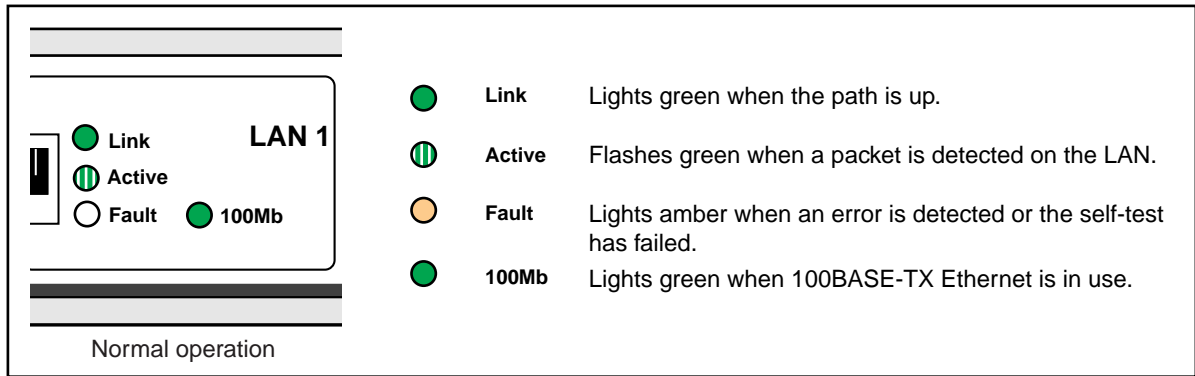 Link
LAN 1
Active
Fault
100Mb
Normal operation
Link Lights green when the path is up.
Active Flashes green when a packet is detected on the LAN.
Fault Lights amber when an error is detected or the self-test
has failed.
100Mb Lights green when 100BASE-TX Ethernet is in use.